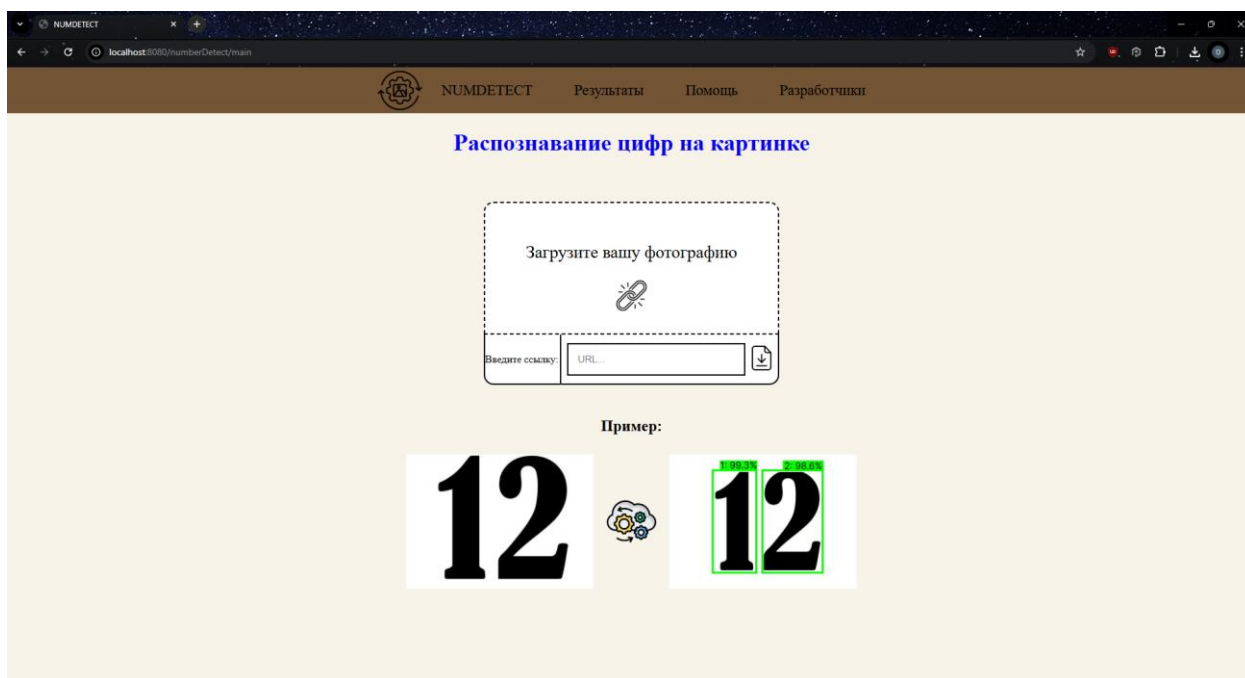 NUMDETECT
localhost:8080/numberDetect/main
NUMDETECT Результаты Помощь Разработчики
Распознавание цифр на картинке
Загрузите вашу фотографию
Введите ссылку: URL...
Пример:
12
1: 99.3% 2: 98.6%
12